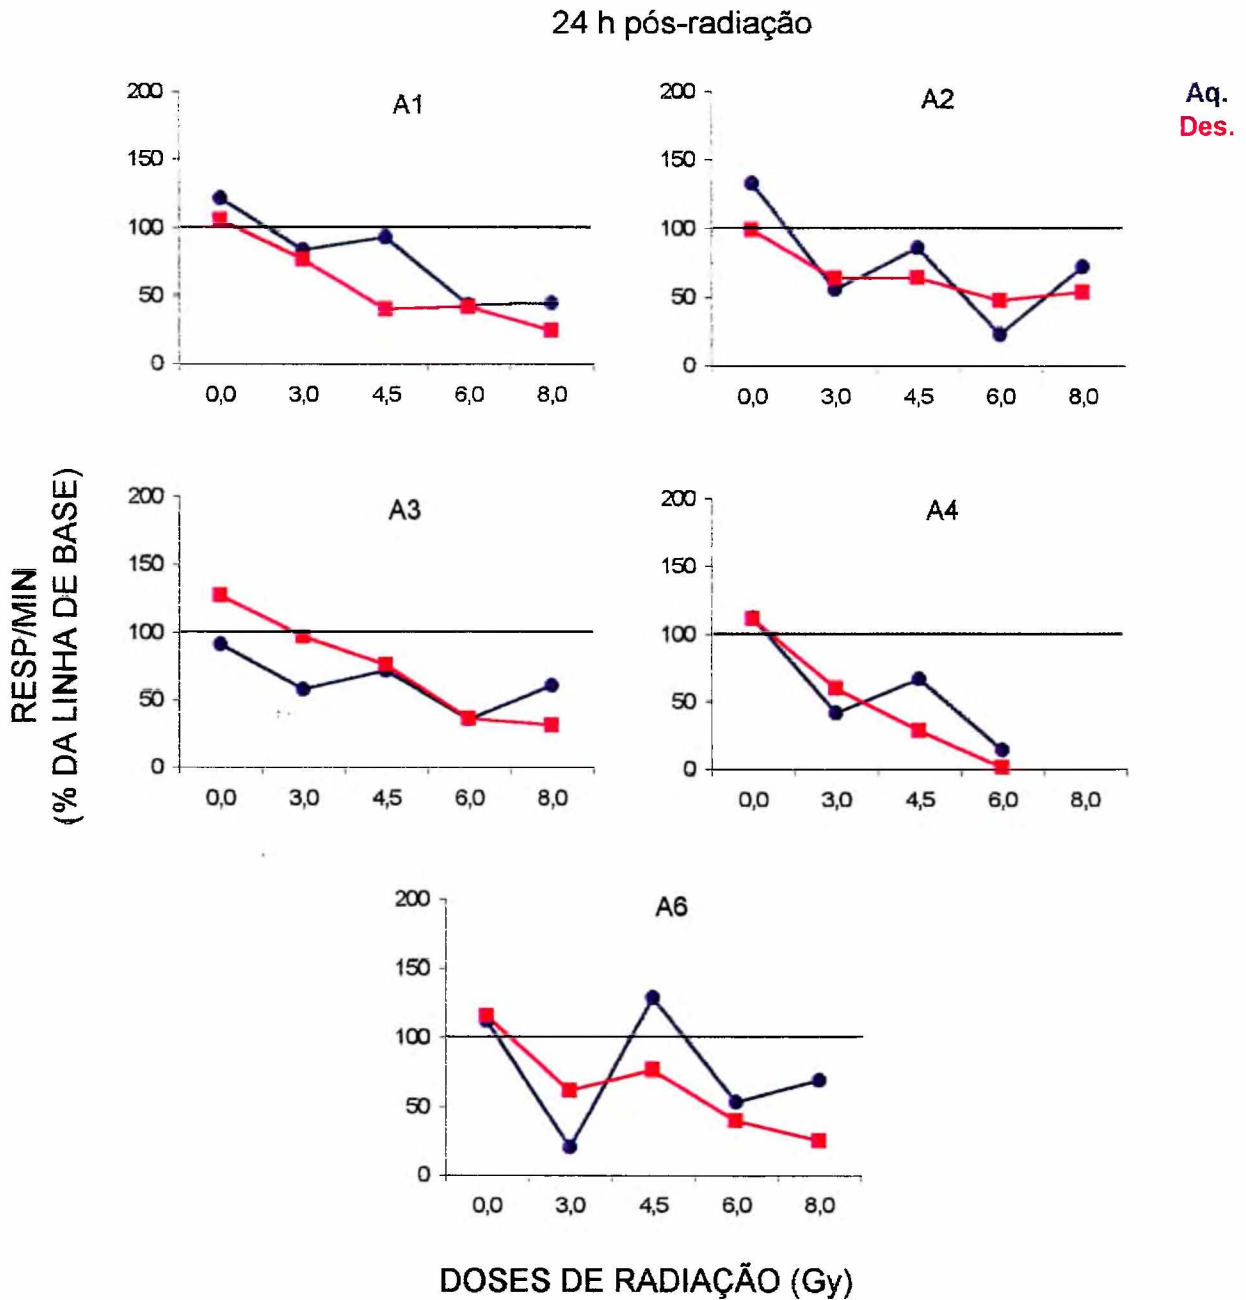 24 h pós-radiação
A1
200
150
100
50
0
0,0 3,0 4,5 6,0 8,0
A2
200
150
100
50
0
0,0 3,0 4,5 6,0 8,0
Aq.
Des.
RESP/MIN
(% DA LINHA DE BASE)
A3
200
150
100
50
0
0,0 3,0 4,5 6,0 8,0
A4
200
150
100
50
0
0,0 3,0 4,5 6,0 8,0
A6
200
150
100
50
0
0,0 3,0 4,5 6,0 8,0
DOSES DE RADIAÇÃO (Gy)